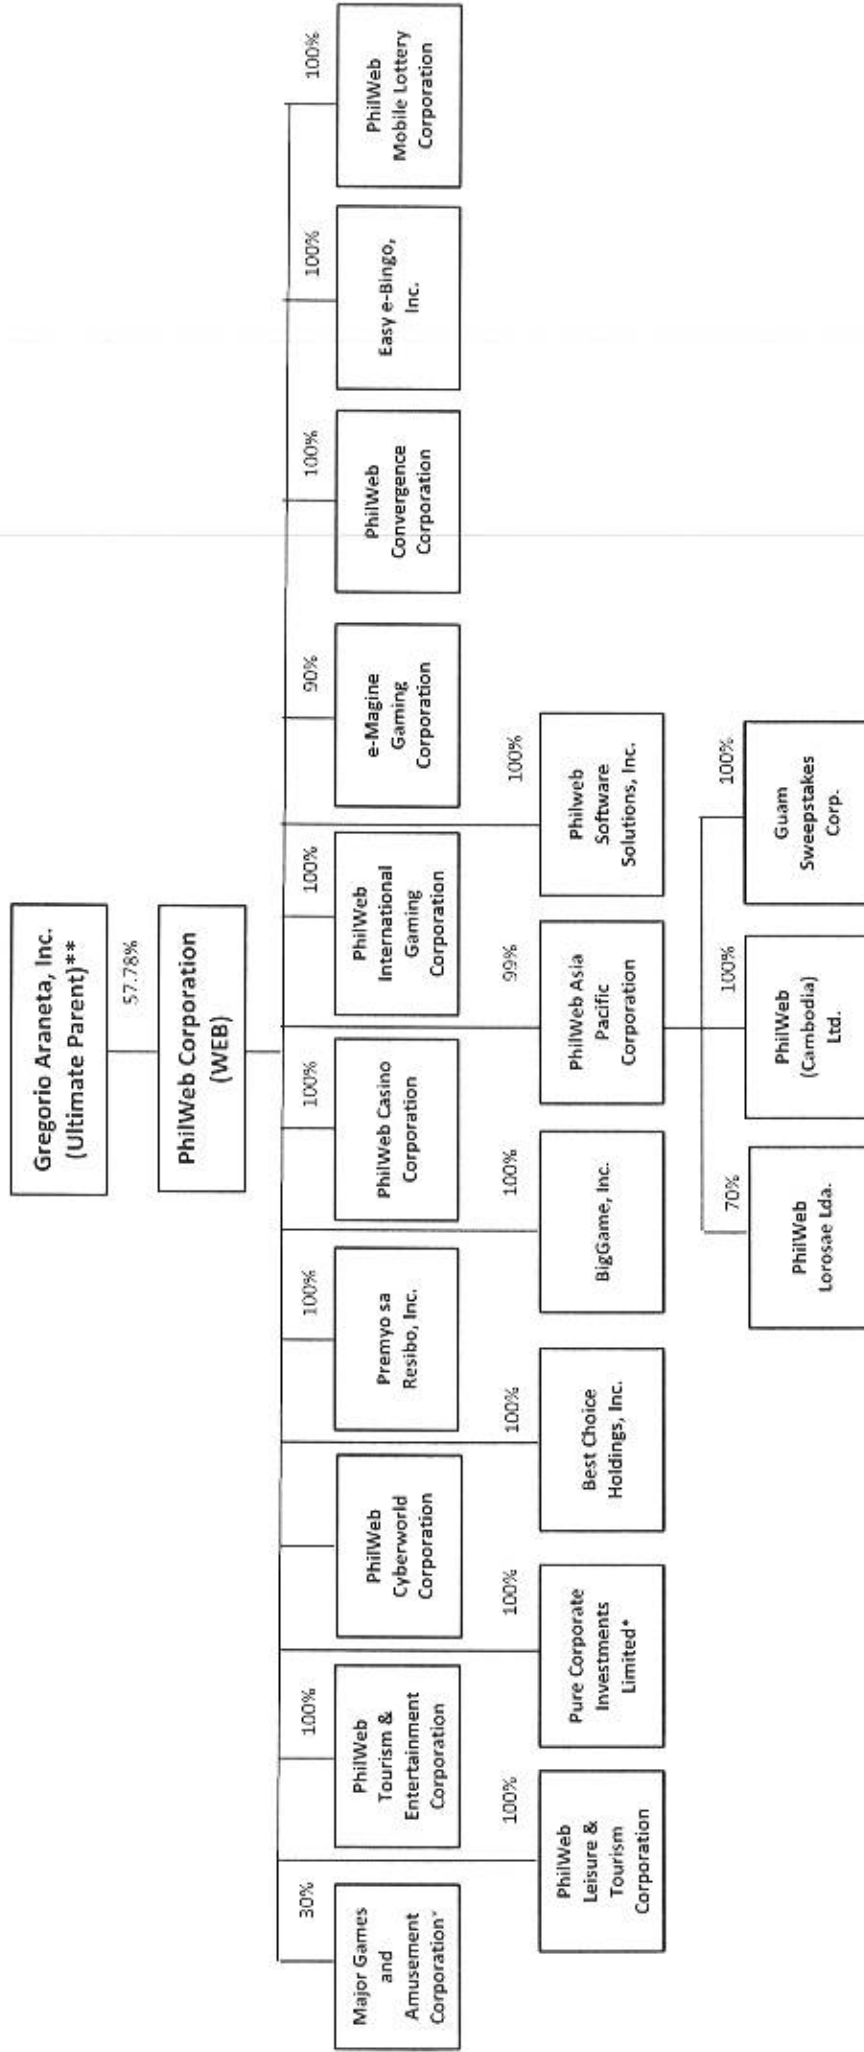 Gregorio Araneta, Inc.
(Ultimate Parent)**
57.78%
PhilWeb Corporation
(WEB)
30%
Major Games
and
Amusement
Corporation*
100%
PhilWeb
Tourism &
Entertainment
Corporation
PhilWeb
Cyberworld
Corporation
100%
Premyo sa
Resibo, Inc.
100%
PhilWeb Casino
Corporation
100%
PhilWeb
International
Gaming
Corporation
90%
e-Magine
Gaming
Corporation
100%
PhilWeb
Convergence
Corporation
100%
Easy e-Bingo,
Inc.
100%
PhilWeb
Mobile Lottery
Corporation
100%
PhilWeb
Leisure &
Tourism
Corporation
100%
Pure Corporate
Investments
Limited*
100%
Best Choice
Holdings, Inc.
100%
BigGame, Inc.
99%
PhilWeb Asia
Pacific
Corporation
100%
Philweb
Software
Solutions, Inc.
70%
PhilWeb
Lorosae Lda.
100%
PhilWeb
(Cambodia)
Ltd.
100%
Guam
Sweepstakes
Corp.